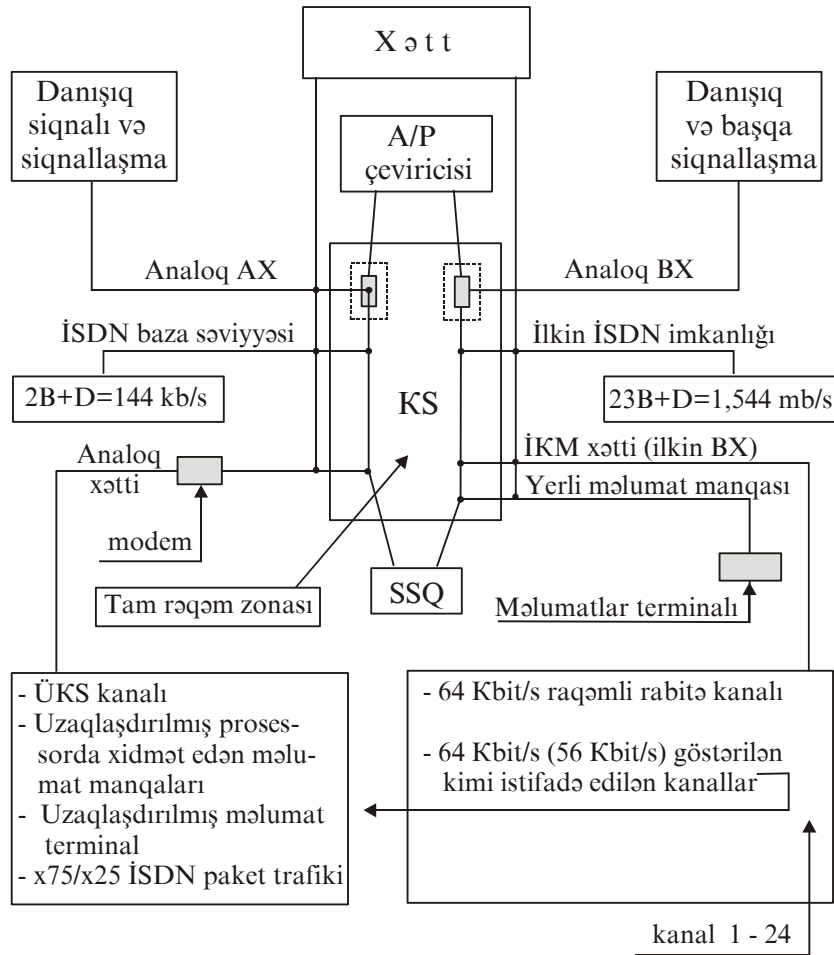 X ə t t
Danışıq
siqnalı və
siqnallaşma
A/P
çeviricisi
Danışıq
və başqa
siqnallaşma
Analoq AX
Analoq BX
İSDN baza səviyyəsi
İlkin İSDN imkanlığı
2B+D=144 kb/s
KS
23B+D=1,544 mb/s
Analoq
xətti
İKM xətti (ilkin BX)
Yerli məlumat manqası
modem
Tam rəqəm zonası
SSQ
Məlumatlar terminalı
- ÜKS kanalı
- Uzaqlaşdırılmış proses-
sorda xidmət edən məlu-
mat manqaları
- Uzaqlaşdırılmış məlumat
terminal
- x75/x25 İSDN paket trafiki
- 64 Kbit/s raqəmli rabitə kanalı
- 64 Kbit/s (56 Kbit/s) göstərilən
kimi istifadə edilən kanallar
kanal 1 - 24